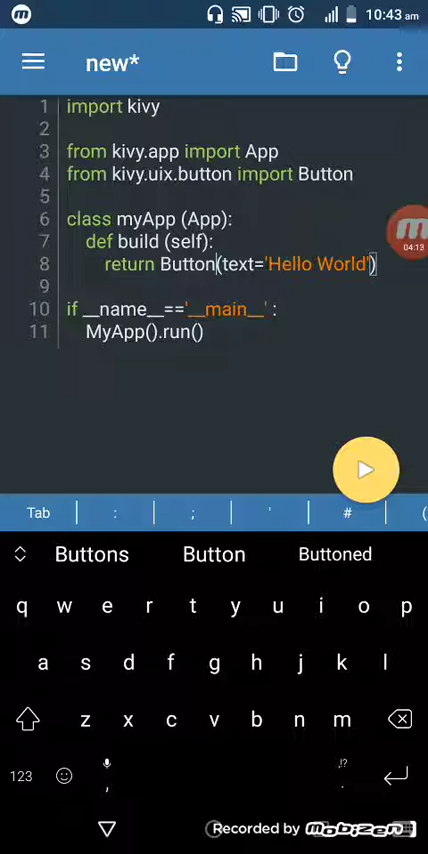 10:43 am
new*
1 import kivy
2
3 from kivy.app import App
4 from kivy.uix.button import Button
5
6 class myApp (App):
7 def build (self):
8 return Button(text='Hello World')
9
10 if __name__=='__main__' :
11 MyApp().run()
04:13
Tab : ; ' # (
Buttons Button Buttoned
q w e r t y u i o p
a s d f g h j k l
z x c v b n m
123 , .
,!?
Recorded by mobizen